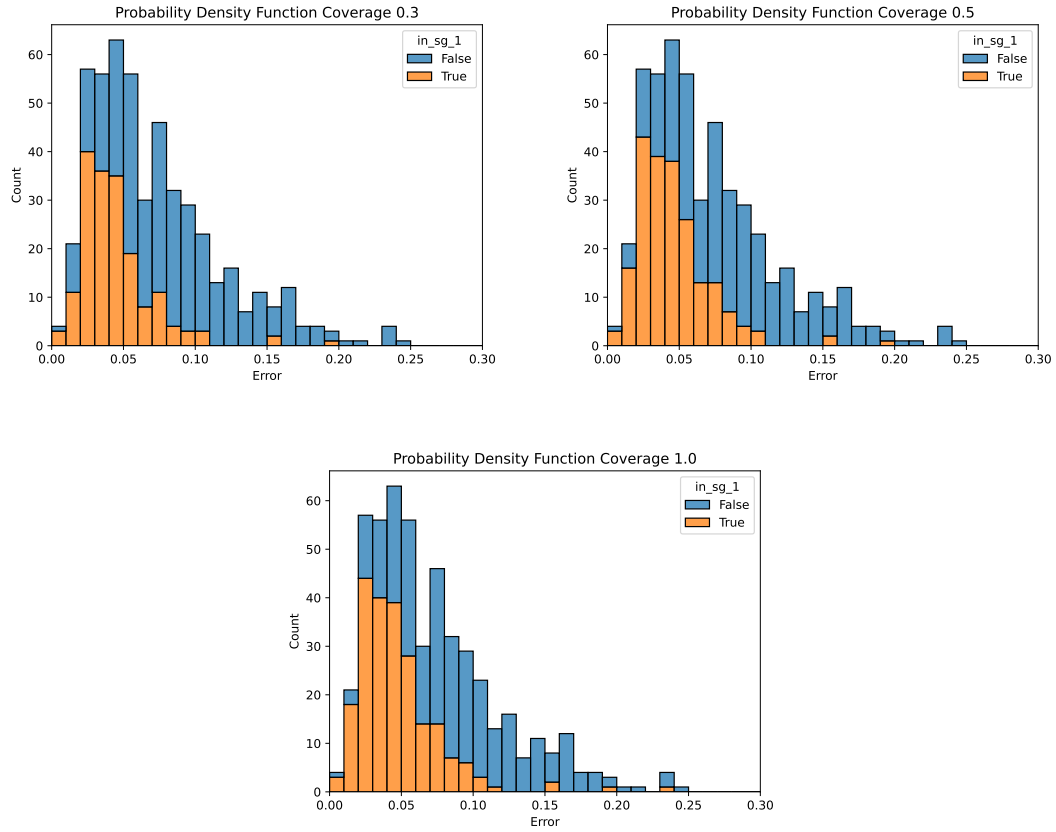 Probability Density Function Coverage 0.3
in_sg_1
False
True
Count
60
50
40
30
20
10
0
0.00 0.05 0.10 0.15 0.20 0.25 0.30
Error
Probability Density Function Coverage 0.5
in_sg_1
False
True
Count
60
50
40
30
20
10
0
0.00 0.05 0.10 0.15 0.20 0.25 0.30
Error
Probability Density Function Coverage 1.0
in_sg_1
False
True
Count
60
50
40
30
20
10
0
0.00 0.05 0.10 0.15 0.20 0.25 0.30
Error